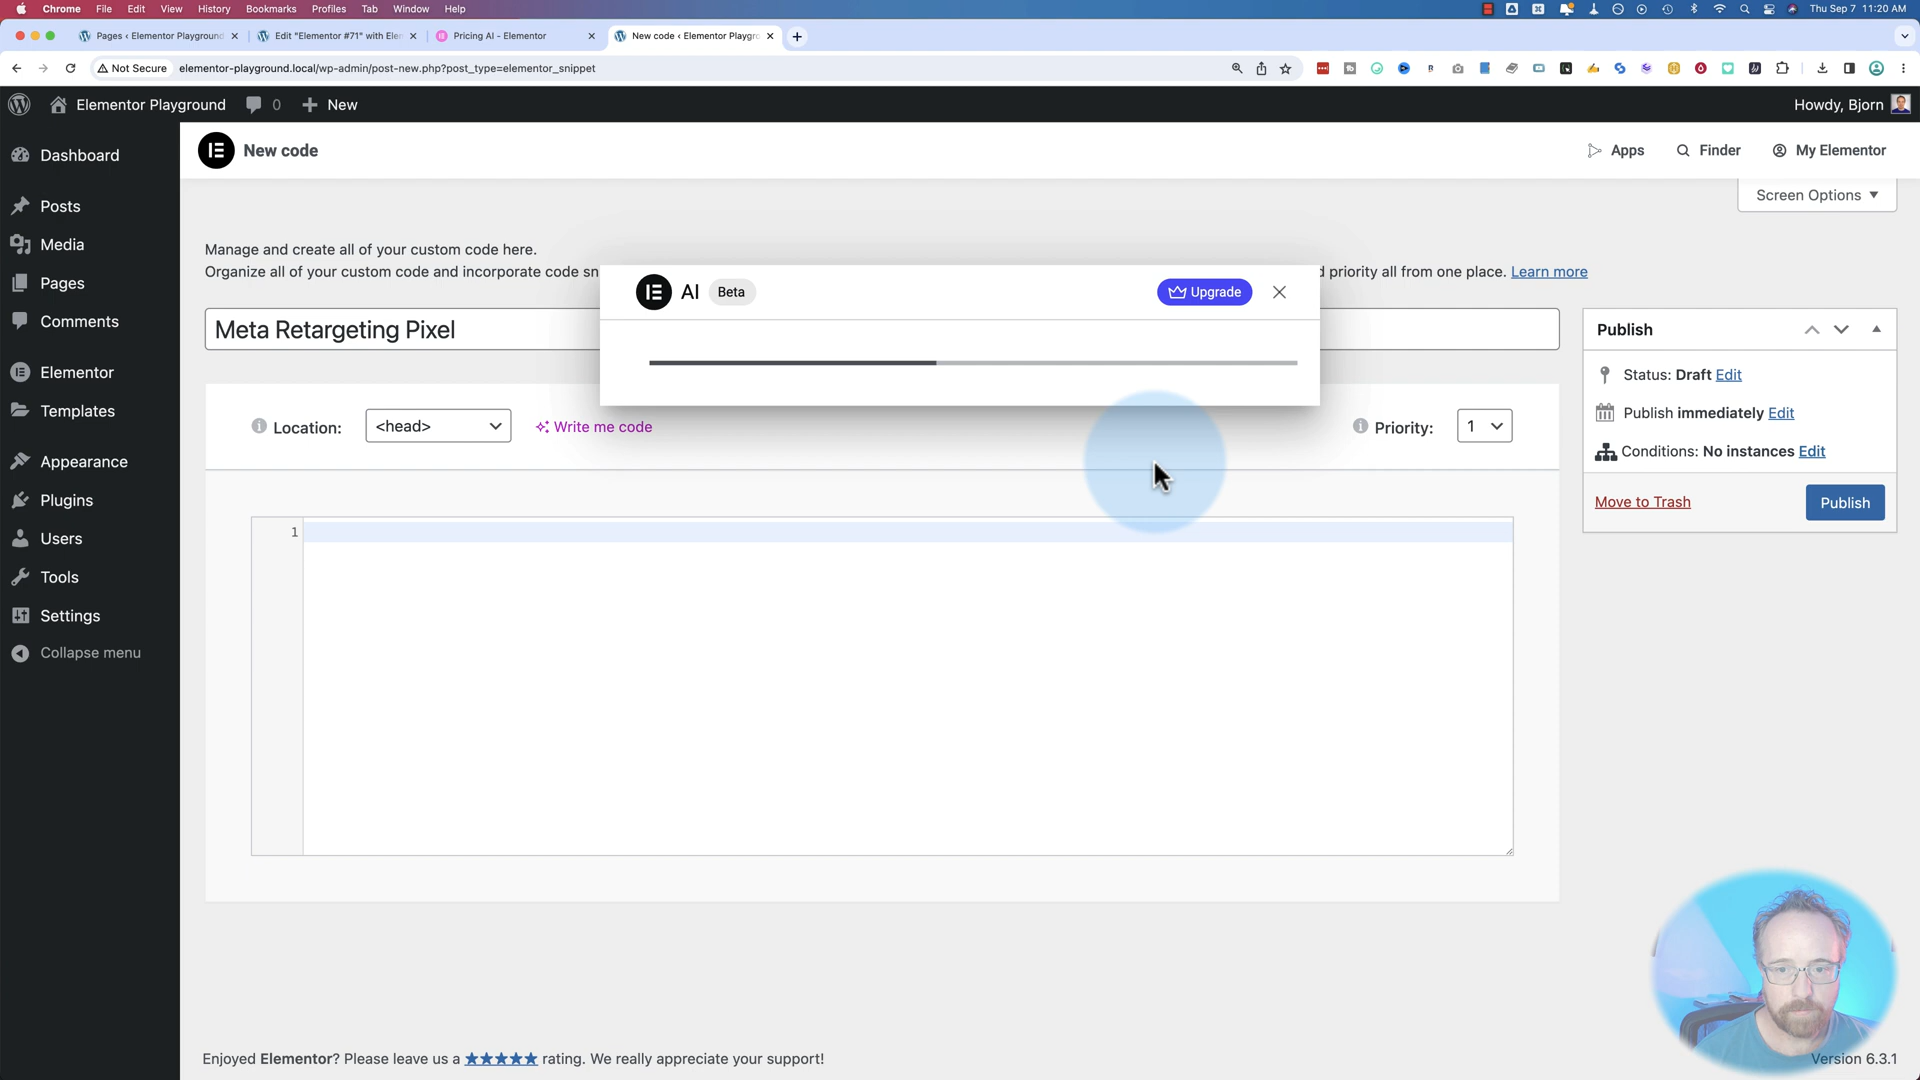 Chrome File Edit View History Bookmarks Profiles Tab Window Help Thu Sep 7 11:20 AM
Pages ‹ Elementor Playground Edit "Elementor #71" with Elem Pricing AI - Elementor New code ‹ Elementor Playgro
Not Secure elementor-playground.local/wp-admin/post-new.php?post_type=elementor_snippet
Elementor Playground 0 New Howdy, Bjorn
New code Apps Finder My Elementor
Screen Options
Dashboard
Posts
Media
Pages
Comments
Elementor
Templates
Appearance
Plugins
Users
Tools
Settings
Collapse menu
Manage and create all of your custom code here.
Organize all of your custom code and incorporate code sn d priority all from one place. Learn more
AI Beta Upgrade
Meta Retargeting Pixel
Location: <head> Write me code Priority: 1
1
Publish
Status: Draft Edit
Publish immediately Edit
Conditions: No instances Edit
Move to Trash Publish
Enjoyed Elementor? Please leave us a ★★★★★ rating. We really appreciate your support!
Version 6.3.1